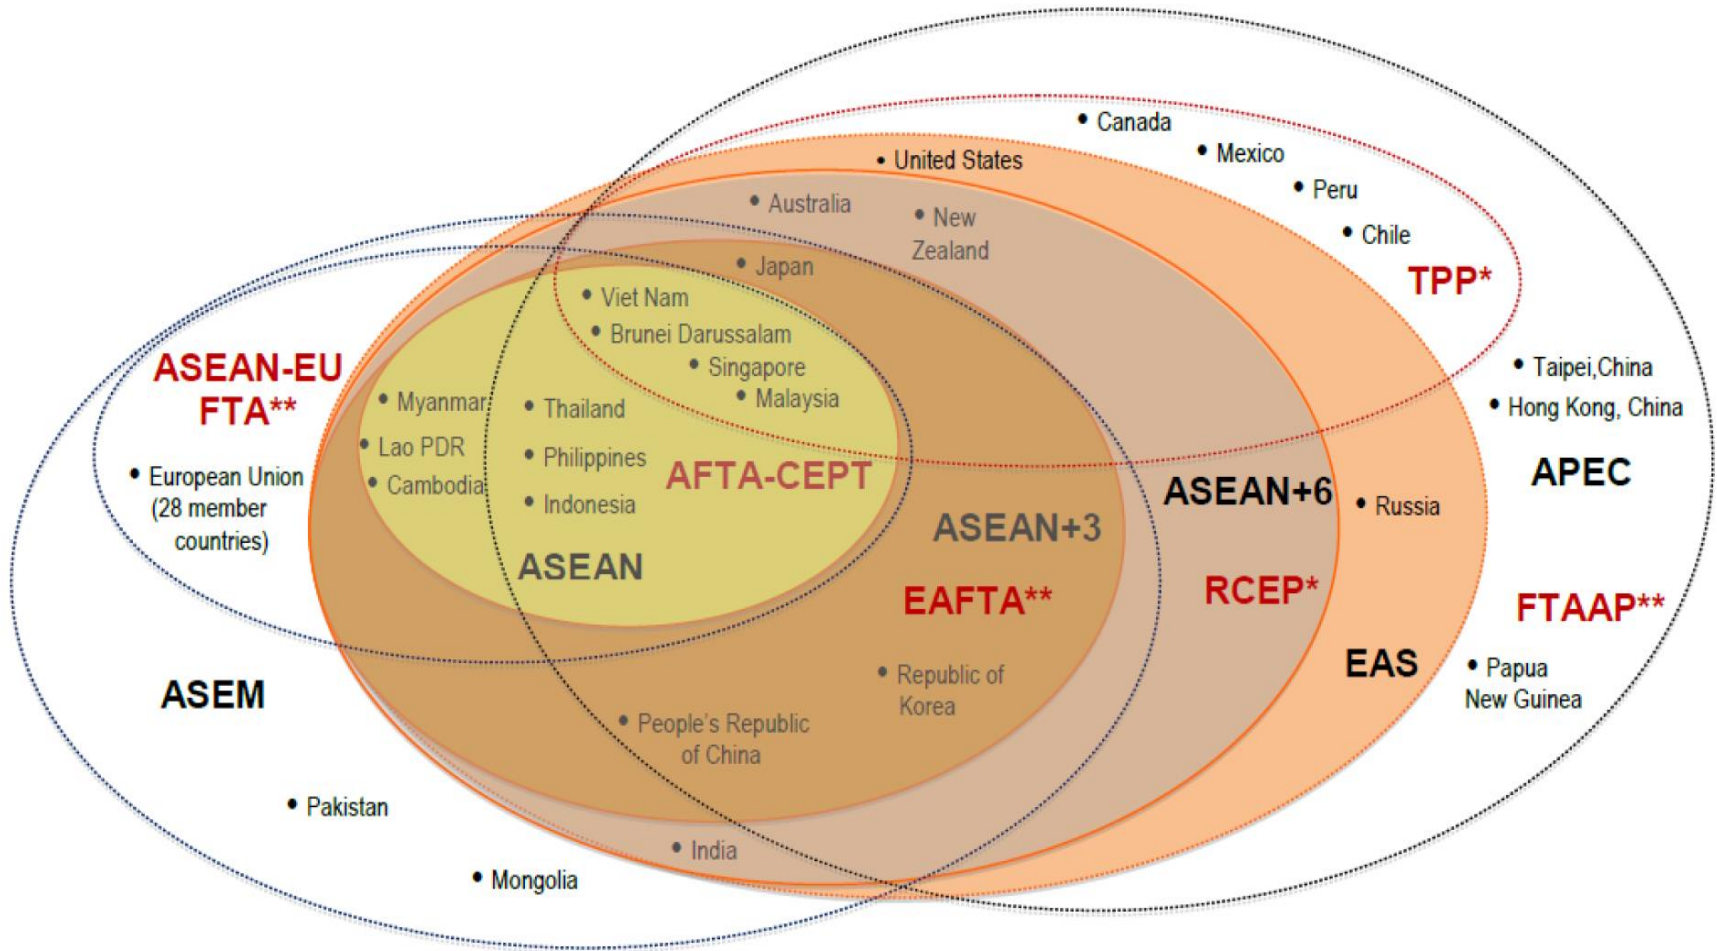 • Canada
• Mexico
• United States
• Peru
• Australia
• New
Zealand
• Chile
• Japan
TPP*
• Viet Nam
• Brunei Darussalam
• Singapore
• Malaysia
ASEAN-EU
FTA**
• Taipei,China
• Hong Kong, China
• Myanmar
• Thailand
• Lao PDR
• Philippines
• Cambodia
• Indonesia
AFTA-CEPT
• European Union
(28 member
countries)
APEC
ASEAN+6
• Russia
ASEAN+3
ASEAN
EAFTA**
RCEP*
FTAAP**
EAS
• Papua
New Guinea
ASEM
• Republic of
Korea
• People’s Republic
of China
• Pakistan
• India
• Mongolia